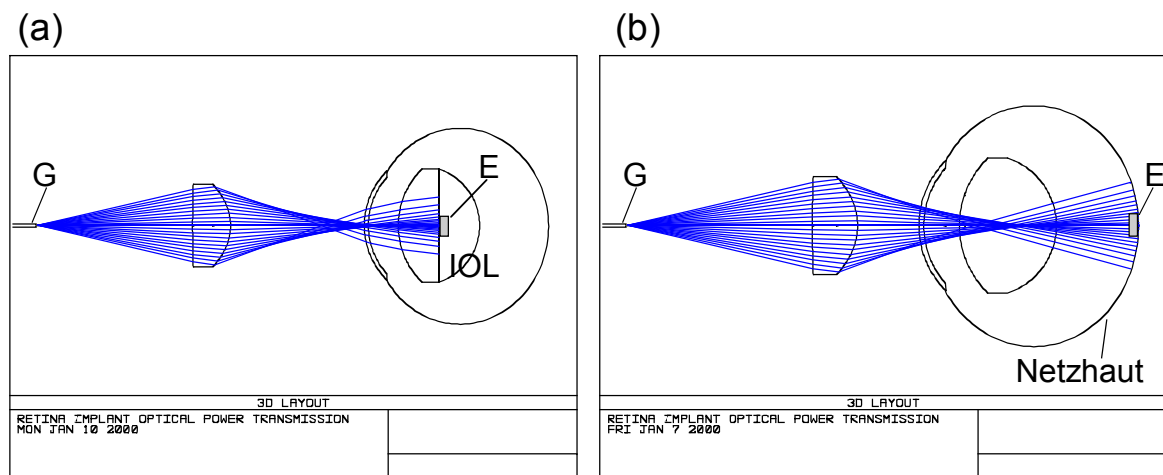 (a)
G
E
IOL
3D LAYOUT
RETINA IMPLANT OPTICAL POWER TRANSMISSION
MON JAN 10 2000
(b)
G
E
Netzhaut
3D LAYOUT
RETINA IMPLANT OPTICAL POWER TRANSMISSION
FRI JAN 7 2000